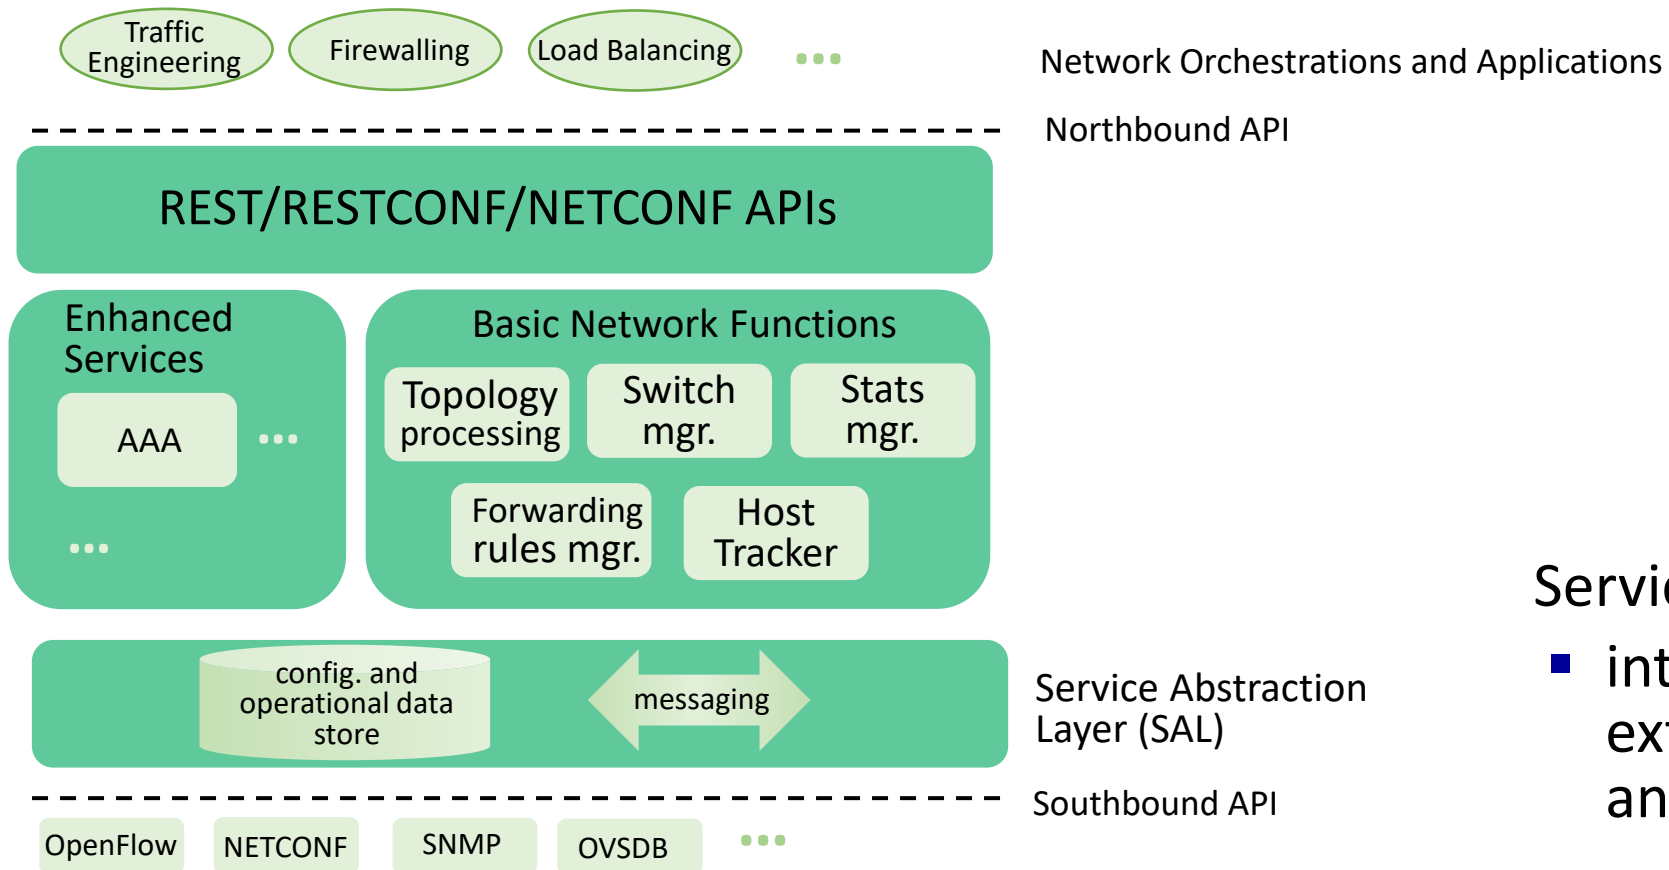 Traffic
Engineering
Firewalling
Load Balancing
Network Orchestrations and Applications
Northbound API
REST/RESTCONF/NETCONF APIs
Enhanced
Services
AAA
Basic Network Functions
Topology
processing
Switch
mgr.
Stats
mgr.
Forwarding
rules mgr.
Host
Tracker
config. and
operational data
store
messaging
Service Abstraction
Layer (SAL)
Southbound API
OpenFlow
NETCONF
SNMP
OVSDB